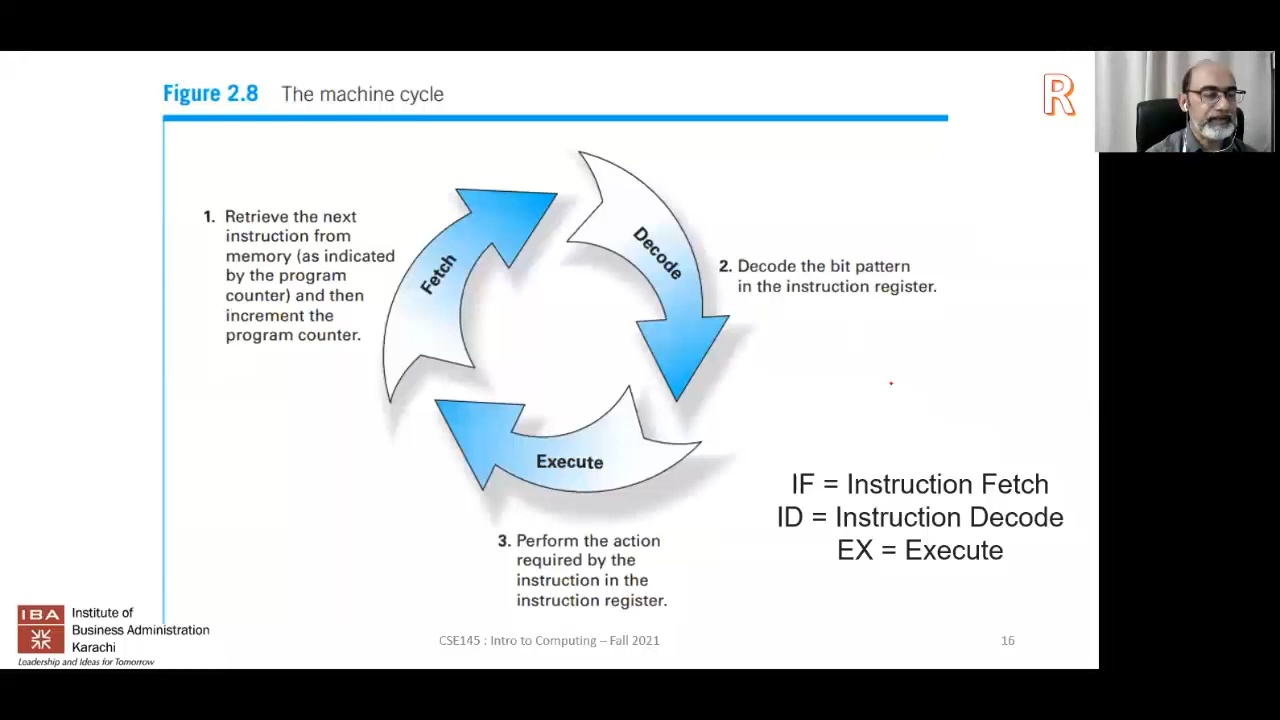 Figure 2.8 The machine cycle
R
1. Retrieve the next
instruction from
memory (as indicated
by the program
counter) and then
increment the
program counter.
Fetch
Decode
2. Decode the bit pattern
in the instruction register.
Execute
3. Perform the action
required by the
instruction in the
instruction register.
IF = Instruction Fetch
ID = Instruction Decode
EX = Execute
IBA
Institute of
Business Administration
Karachi
Leadership and Ideas for Tomorrow
CSE145 : Intro to Computing – Fall 2021
16